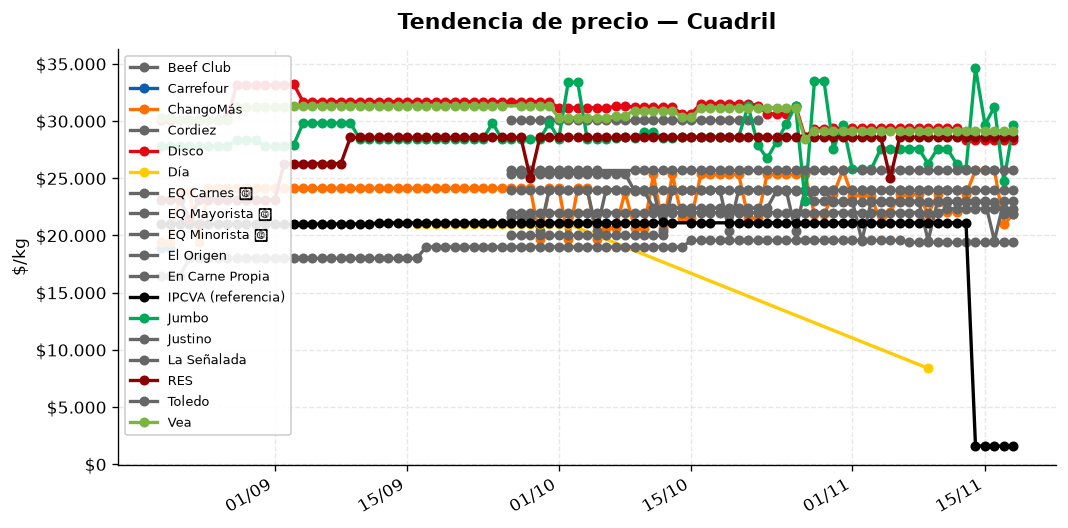 Tendencia de precio — Cuadril
$/kg
$35.000
$30.000
$25.000
$20.000
$15.000
$10.000
$5.000
$0
Beef Club
Carrefour
ChangoMás
Cordiez
Disco
Día
EQ Carnes
EQ Mayorista
EQ Minorista
El Origen
En Carne Propia
IPCVA (referencia)
Jumbo
Justino
La Señalada
RES
Toledo
Vea
01/09
15/09
01/10
15/10
01/11
15/11